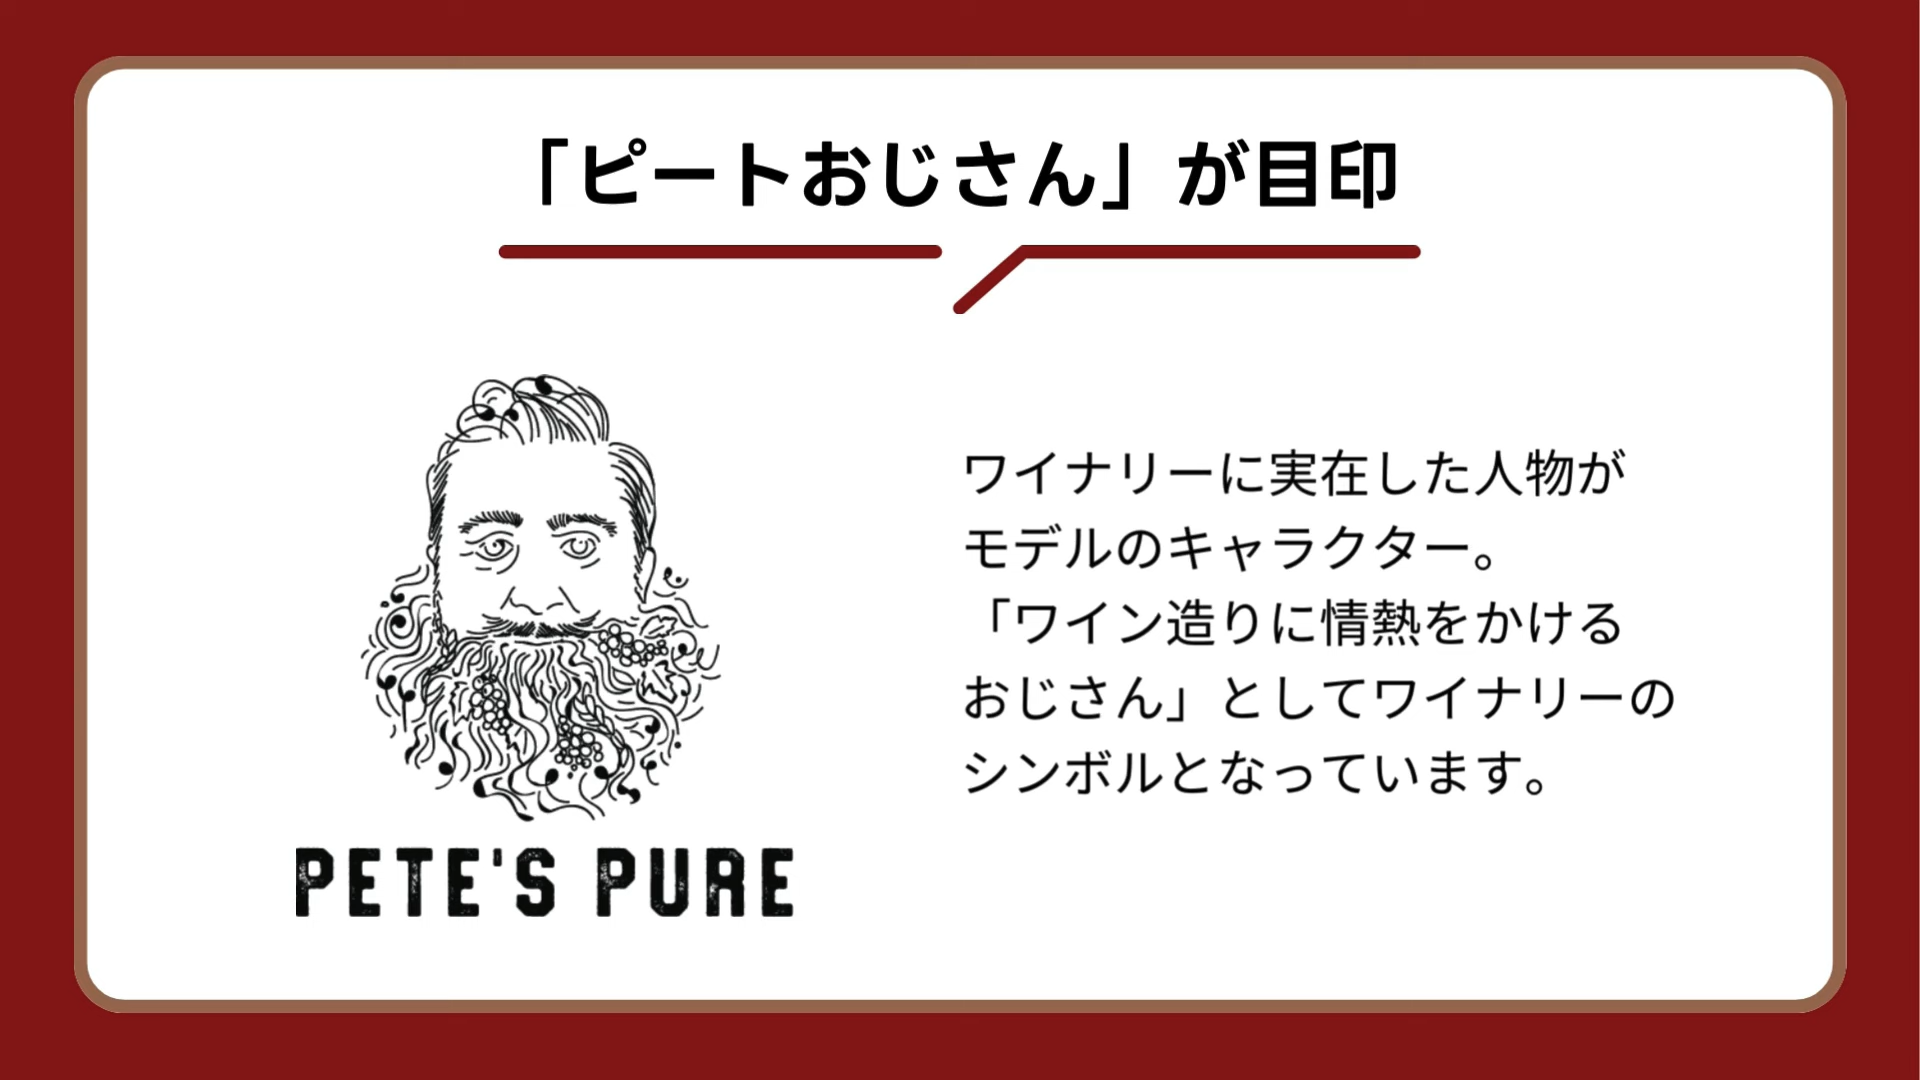 「ピートおじさん」が目印
ワイナリーに実在した人物が
モデルのキャラクター。
「ワイン造りに情熱をかける
おじさん」としてワイナリーの
シンボルとなっています。
PETE'S PURE